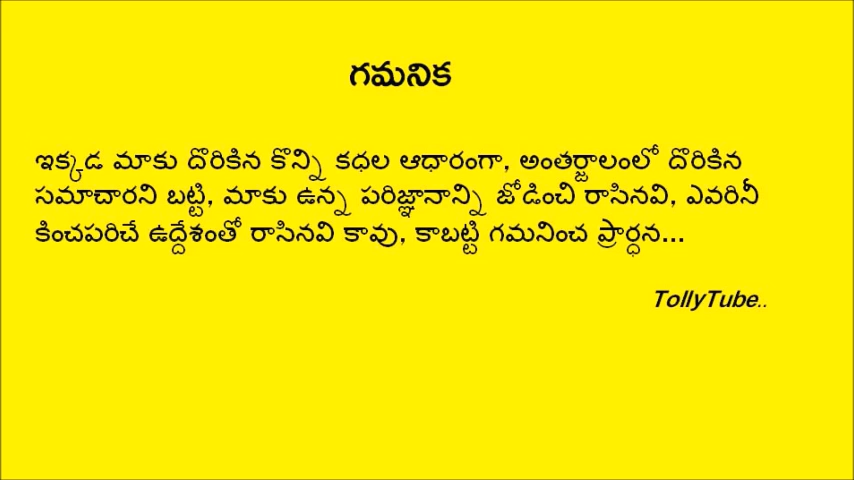 గమనిక
ఇక్కడ మాకు దొరికిన కొన్ని కధల ఆధారంగా, అంతర్జాలంలో దొరికిన
సమాచారని బట్టి, మాకు ఉన్న పరిజ్ఞానాన్ని జోడించి రాసినవి, ఎవరినీ
కించపరిచే ఉద్దేశంతో రాసినవి కావు, కాబట్టి గమనించ ప్రార్ధన...
TollyTube..